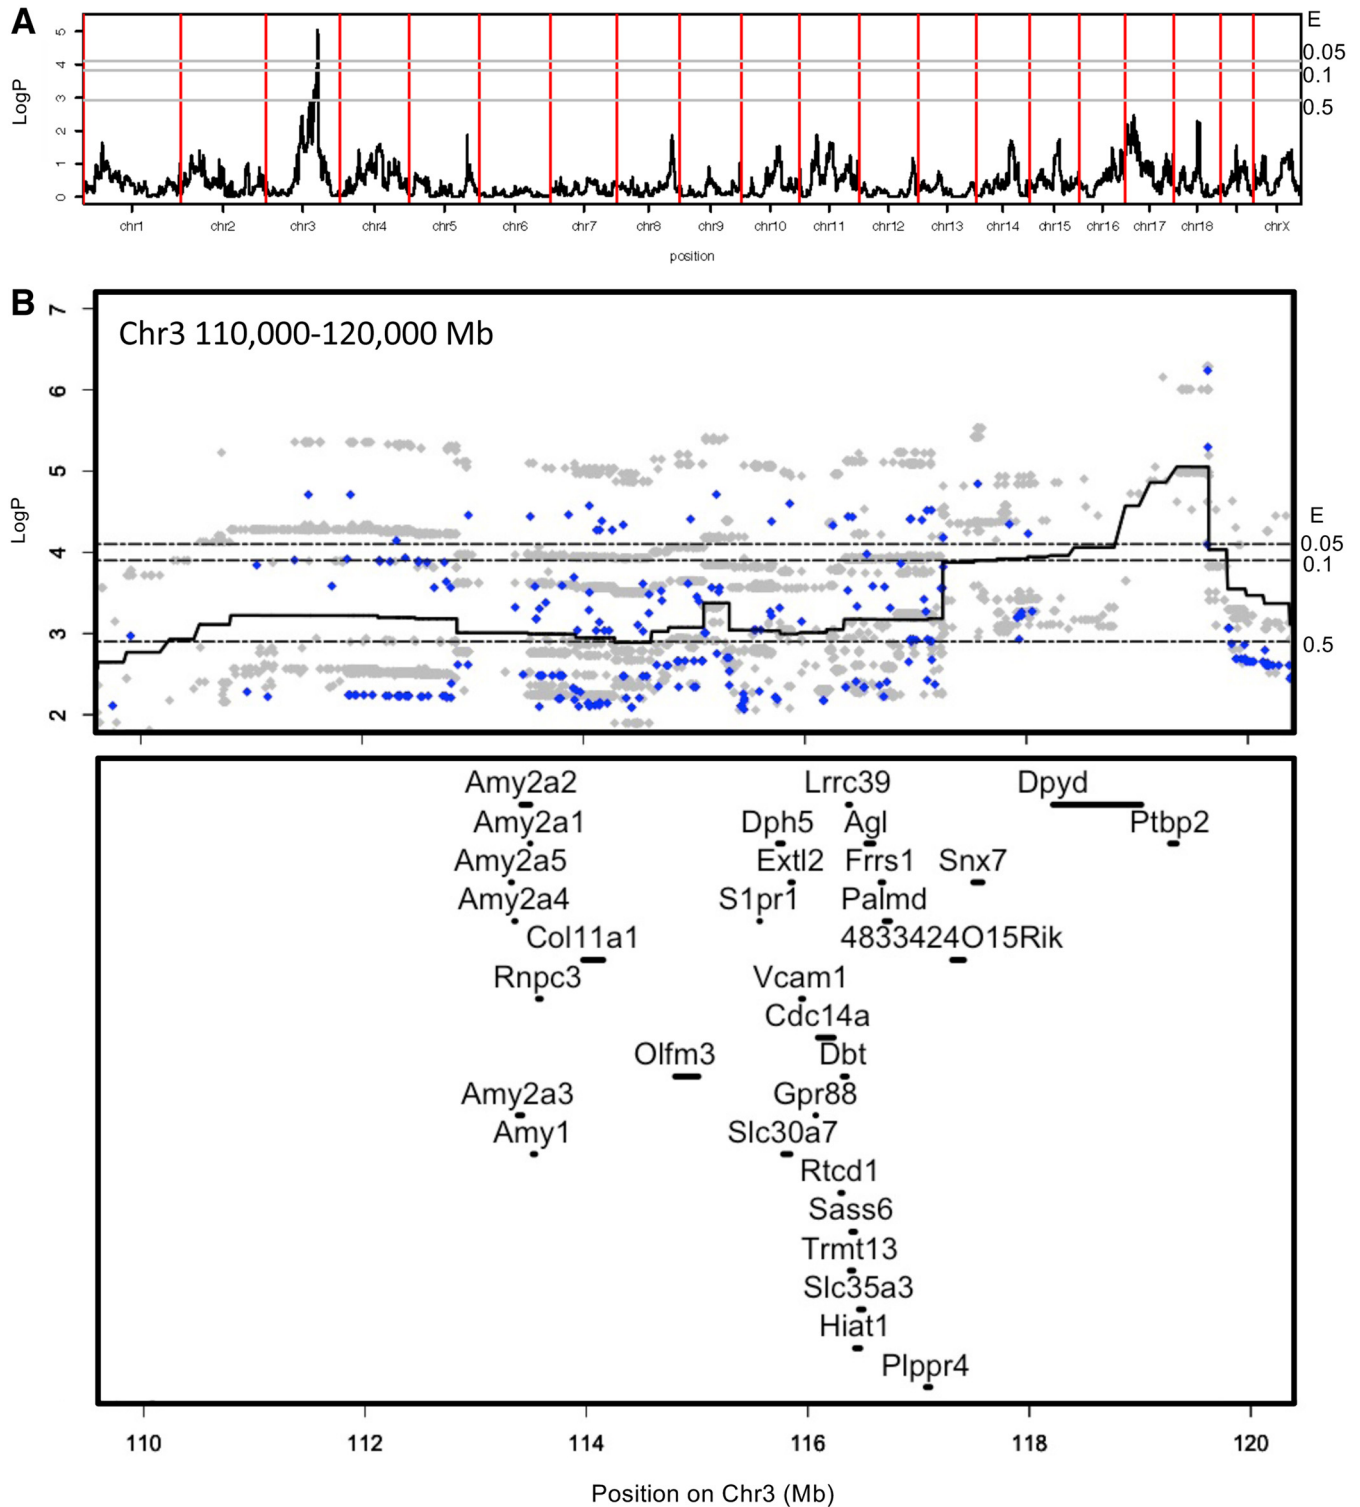 A
E
5
0.05
4
0.1
3
0.5
2
1
0
LogP
chr1 chr2 chr3 chr4 chr5 chr6 chr7 chr8 chr9 chr10 chr11 chr12 chr13 chr14 chr15 chr16 chr17 chr18 chrX
position
B
7
Chr3 110,000-120,000 Mb
6
5
LogP
E
4
0.05
0.1
3
0.5
2
Amy2a2 Lrrc39 Dpyd
Amy2a1 Dph5 Agl Ptbp2
Amy2a5 Extl2 Frrs1 Snx7
Amy2a4 S1pr1 Palmd
Col11a1 4833424O15Rik
Rnpc3 Vcam1
Cdc14a
Olfm3 Dbt
Amy2a3 Gpr88
Amy1 Slc30a7
Rtcd1
Sass6
Trmt13
Slc35a3
Hiat1
Plppr4
110 112 114 116 118 120
Position on Chr3 (Mb)